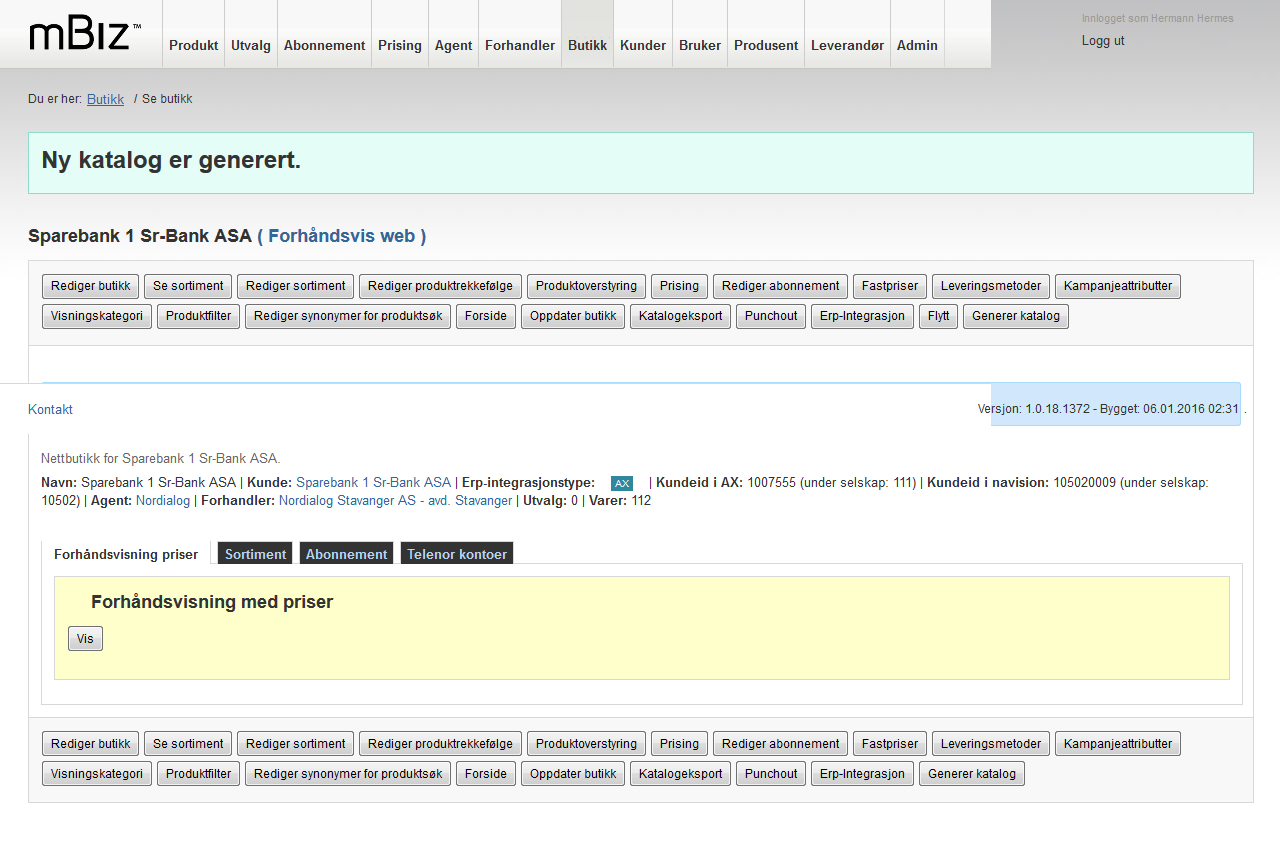 mBIZ™
Produkt Utvalg Abonnement Prising Agent Forhandler Butikk Kunder Bruker Produsent Leverandør Admin
Innlogget som Hermann Hermes
Logg ut
Du er her: Butikk / Se butikk
Ny katalog er generert.
Sparebank 1 Sr-Bank ASA ( Forhåndsvis web )
Rediger butikk Se sortiment Rediger sortiment Rediger produktrekkefølge Produktoverstyring Prising Rediger abonnement Fastpriser Leveringsmetoder Kampanjeattributter
Visningskategori Produktfilter Rediger synonymer for produktsøk Forside Oppdater butikk Katalogeksport Punchout Erp-Integrasjon Flytt Generer katalog
Kontakt Versjon: 1.0.18.1372 - Bygget: 06.01.2016 02:31 .
Nettbutikk for Sparebank 1 Sr-Bank ASA.
Navn: Sparebank 1 Sr-Bank ASA | Kunde: Sparebank 1 Sr-Bank ASA | Erp-integrasjonstype: AX | Kundeid i AX: 1007555 (under selskap: 111) | Kundeid i navision: 105020009 (under selskap:
10502) | Agent: Nordialog | Forhandler: Nordialog Stavanger AS - avd. Stavanger | Utvalg: 0 | Varer: 112
Forhåndsvisning priser Sortiment Abonnement Telenor kontoer
Forhåndsvisning med priser
Vis
Rediger butikk Se sortiment Rediger sortiment Rediger produktrekkefølge Produktoverstyring Prising Rediger abonnement Fastpriser Leveringsmetoder Kampanjeattributter
Visningskategori Produktfilter Rediger synonymer for produktsøk Forside Oppdater butikk Katalogeksport Punchout Erp-Integrasjon Generer katalog